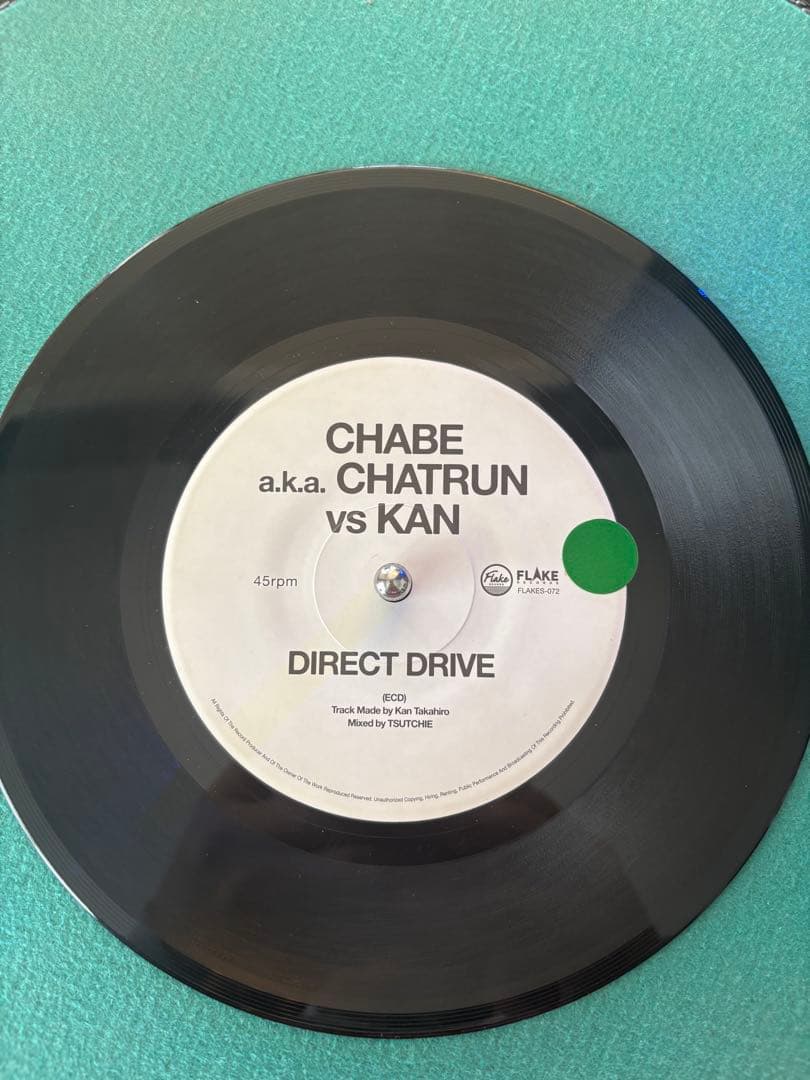 CHABE
a.k.a. CHATRUN
vs KAN
45rpm
Flake
RECORDS
FLAKE
RECORDS
FLAKES-072
DIRECT DRIVE
(ECD)
Track Made by Kan Takahiro
Mixed by TSUTCHIE
All Rights Of The Record Producer And Of The Owner Of The Work Reproduced Reserved. Unauthorized Copying, Hiring, Renting, Public Performance And Broadcasting Of This Recording Prohibited.